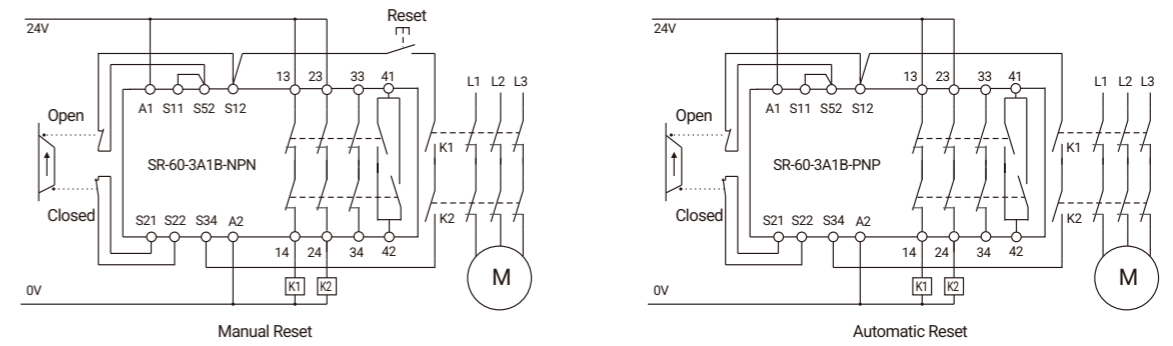 Reset
24V
13 23 33 41
L1 L2 L3
A1 S11 S52 S12
Open
K1
SR-60-3A1B-NPN
Closed
K2
S21 S22 S34 A2
14 24 34 42
M
K1 K2
0V
Manual Reset
24V
13 23 33 41
L1 L2 L3
A1 S11 S52 S12
Open
K1
SR-60-3A1B-PNP
Closed
K2
S21 S22 S34 A2
14 24 34 42
M
K1 K2
0V
Automatic Reset